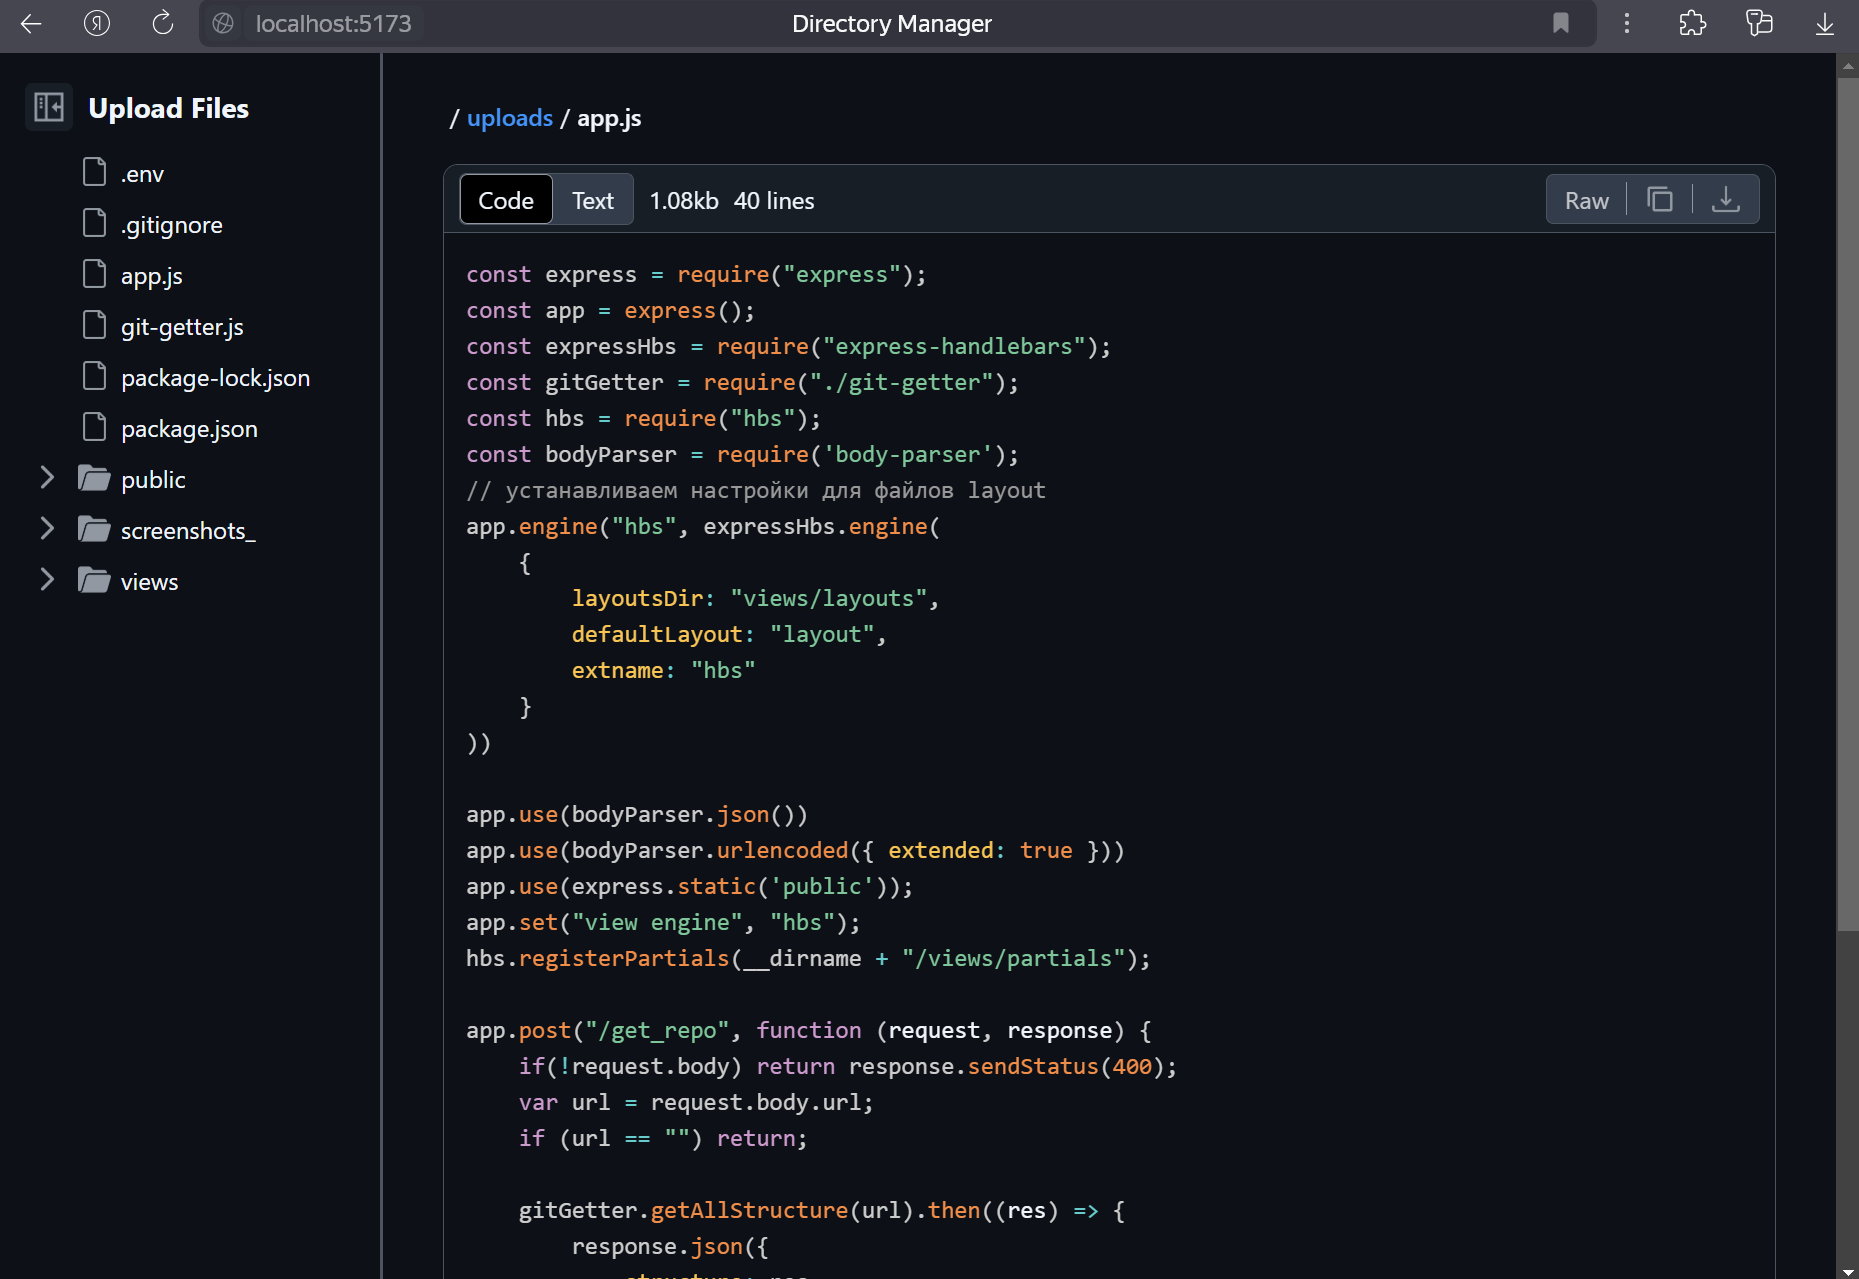 localhost:5173
Directory Manager
Upload Files
.env
.gitignore
app.js
git-getter.js
package-lock.json
package.json
public
screenshots_
views
/ uploads / app.js
Code Text 1.08kb 40 lines
Raw
const express = require("express");
const app = express();
const expressHbs = require("express-handlebars");
const gitGetter = require("./git-getter");
const hbs = require("hbs");
const bodyParser = require('body-parser');
// устанавливаем настройки для файлов layout
app.engine("hbs", expressHbs.engine(
    {
        layoutsDir: "views/layouts",
        defaultLayout: "layout",
        extname: "hbs"
    }
))
app.use(bodyParser.json())
app.use(bodyParser.urlencoded({ extended: true }))
app.use(express.static('public'));
app.set("view engine", "hbs");
hbs.registerPartials(__dirname + "/views/partials");
app.post("/get_repo", function (request, response) {
    if(!request.body) return response.sendStatus(400);
    var url = request.body.url;
    if (url == "") return;
    gitGetter.getAllStructure(url).then((res) => {
        response.json({